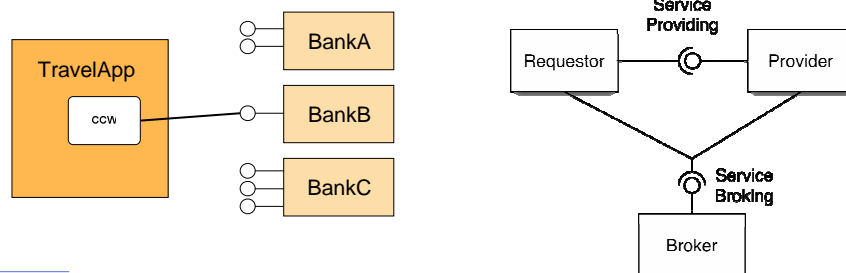 TravelApp
ccw
BankA
BankB
BankC
Service
Providing
Requestor
Provider
Service
Broking
Broker